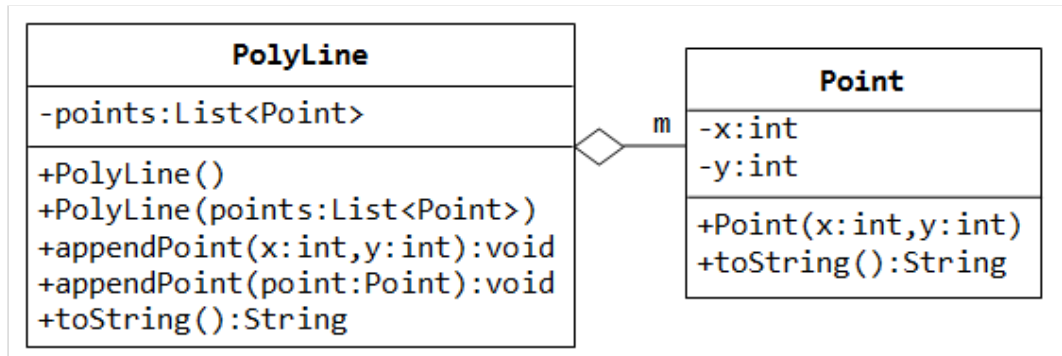 PolyLine
-points:List<Point>
+PolyLine()
+PolyLine(points:List<Point>)
+appendPoint(x:int,y:int):void
+appendPoint(point:Point):void
+toString():String
m
Point
-x:int
-y:int
+Point(x:int,y:int)
+toString():String